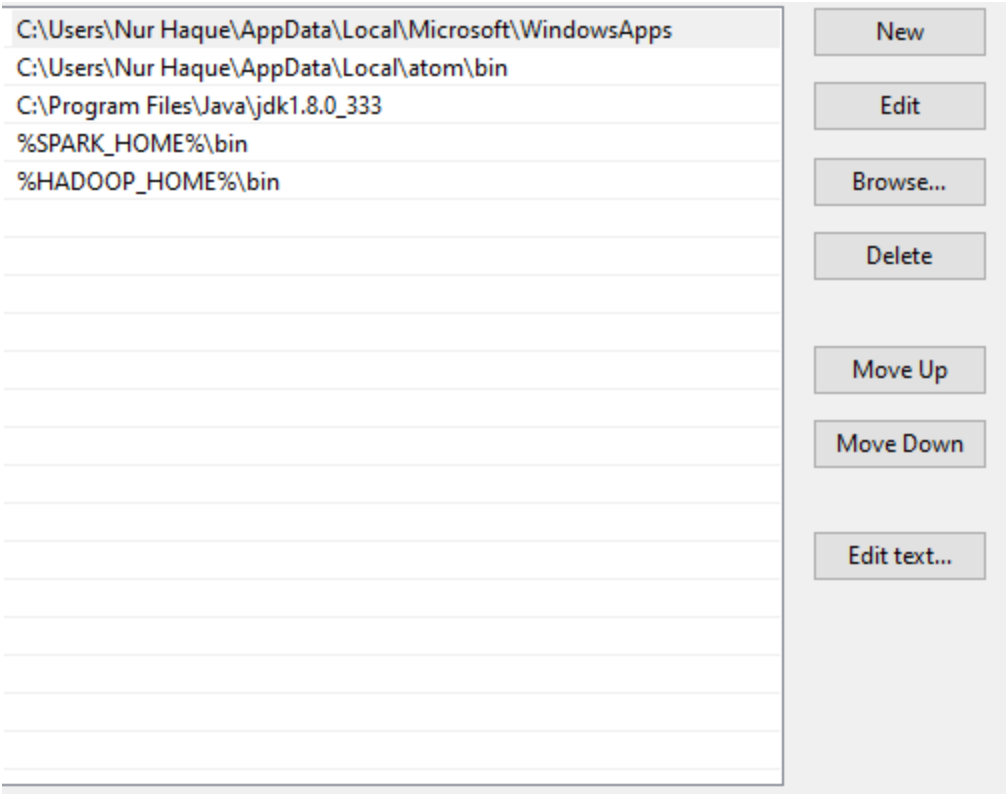 C:\Users\Nur Haque\AppData\Local\Microsoft\WindowsApps
C:\Users\Nur Haque\AppData\Local\atom\bin
C:\Program Files\Java\jdk1.8.0_333
%SPARK_HOME%\bin
%HADOOP_HOME%\bin
New
Edit
Browse...
Delete
Move Up
Move Down
Edit text...